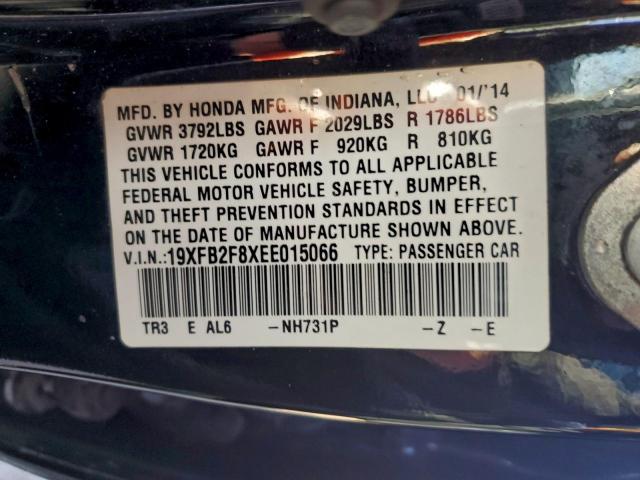 MFD. BY HONDA MFG. OF INDIANA, LLC 01/'14
GVWR 3792LBS GAWR F 2029LBS R 1786LBS
GVWR 1720KG GAWR F 920KG R 810KG
THIS VEHICLE CONFORMS TO ALL APPLICABLE
FEDERAL MOTOR VEHICLE SAFETY, BUMPER,
AND THEFT PREVENTION STANDARDS IN EFFECT
ON THE DATE OF MANUFACTURE SHOWN ABOVE.
V.I.N.:19XFB2F8XEE015066 TYPE: PASSENGER CAR
TR3 E AL6 -NH731P -Z -E